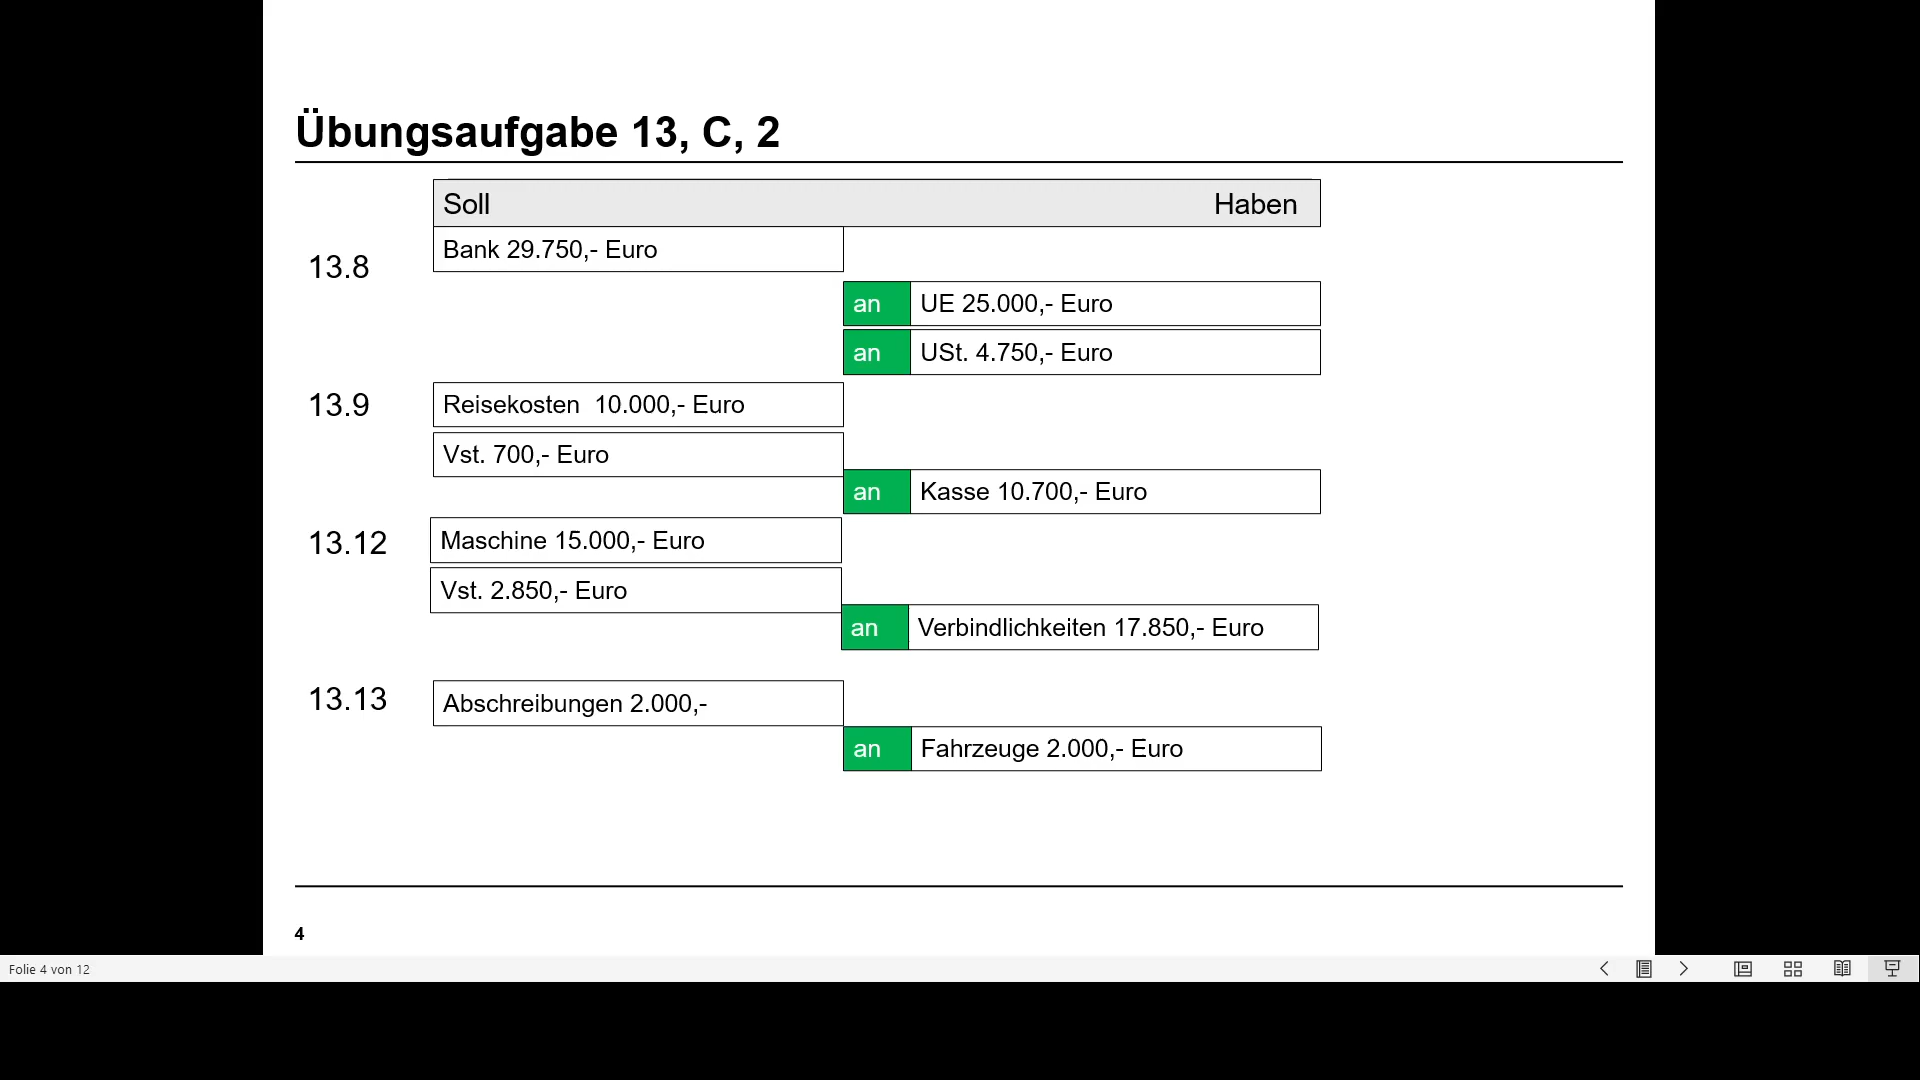 Übungsaufgabe 13, C, 2
Soll Haben
13.8 Bank 29.750,- Euro
an UE 25.000,- Euro
an USt. 4.750,- Euro
13.9 Reisekosten  10.000,- Euro
Vst. 700,- Euro
an Kasse 10.700,- Euro
13.12 Maschine 15.000,- Euro
Vst. 2.850,- Euro
an Verbindlichkeiten 17.850,- Euro
13.13 Abschreibungen 2.000,-
an Fahrzeuge 2.000,- Euro
4
Folie 4 von 12